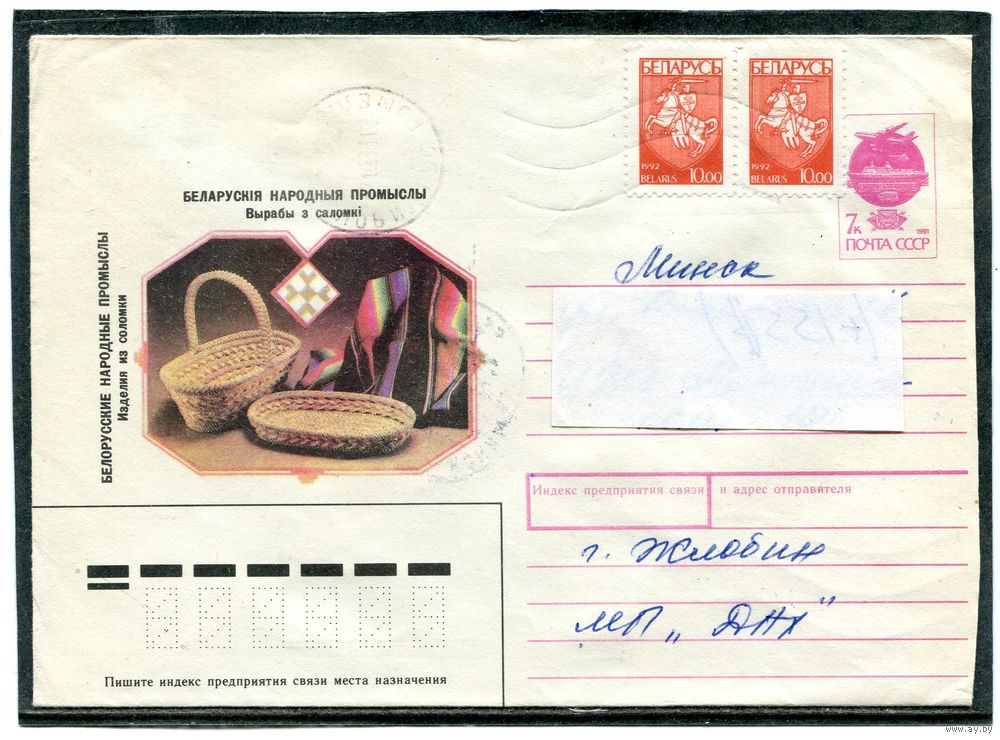 БЕЛАРУСЬ БЕЛАРУСЬ
1992 10.00 1992 10.00
BELARUS BELARUS
7к 1991
ПОЧТА СССР
БЕЛАРУСКІЯ НАРОДНЫЯ ПРОМЫСЛЫ
Вырабы з саломкі
БЕЛОРУССКИЕ НАРОДНЫЕ ПРОМЫСЛЫ
Изделия из соломки
Минск
Индекс предприятия связи и адрес отправителя
г. Жлобин
МП „ДНХ"
Пишите индекс предприятия связи места назначения
www.ay.by